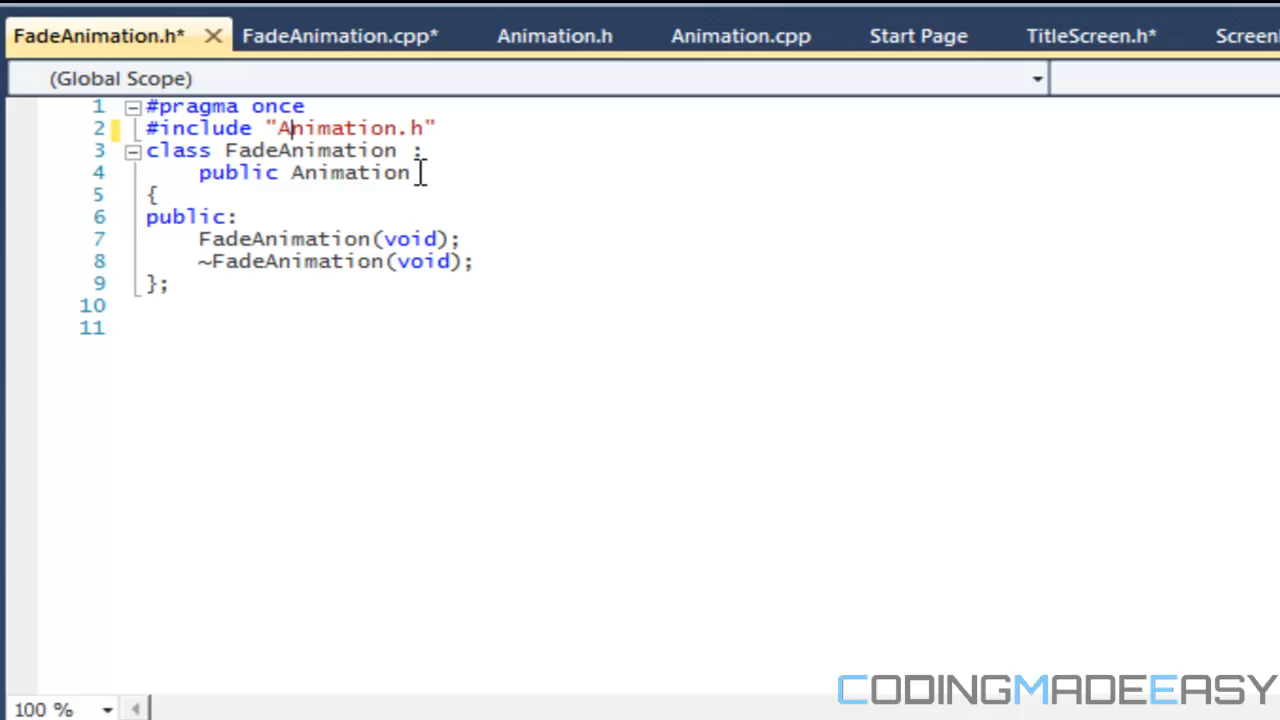 FadeAnimation.h* FadeAnimation.cpp* Animation.h Animation.cpp Start Page TitleScreen.h* Screen
(Global Scope)
1 #pragma once
2 #include "Animation.h"
3 class FadeAnimation :
4 public Animation
5 {
6 public:
7 FadeAnimation(void);
8 ~FadeAnimation(void);
9 };
10
11
100 %
CODINGMADEEASY